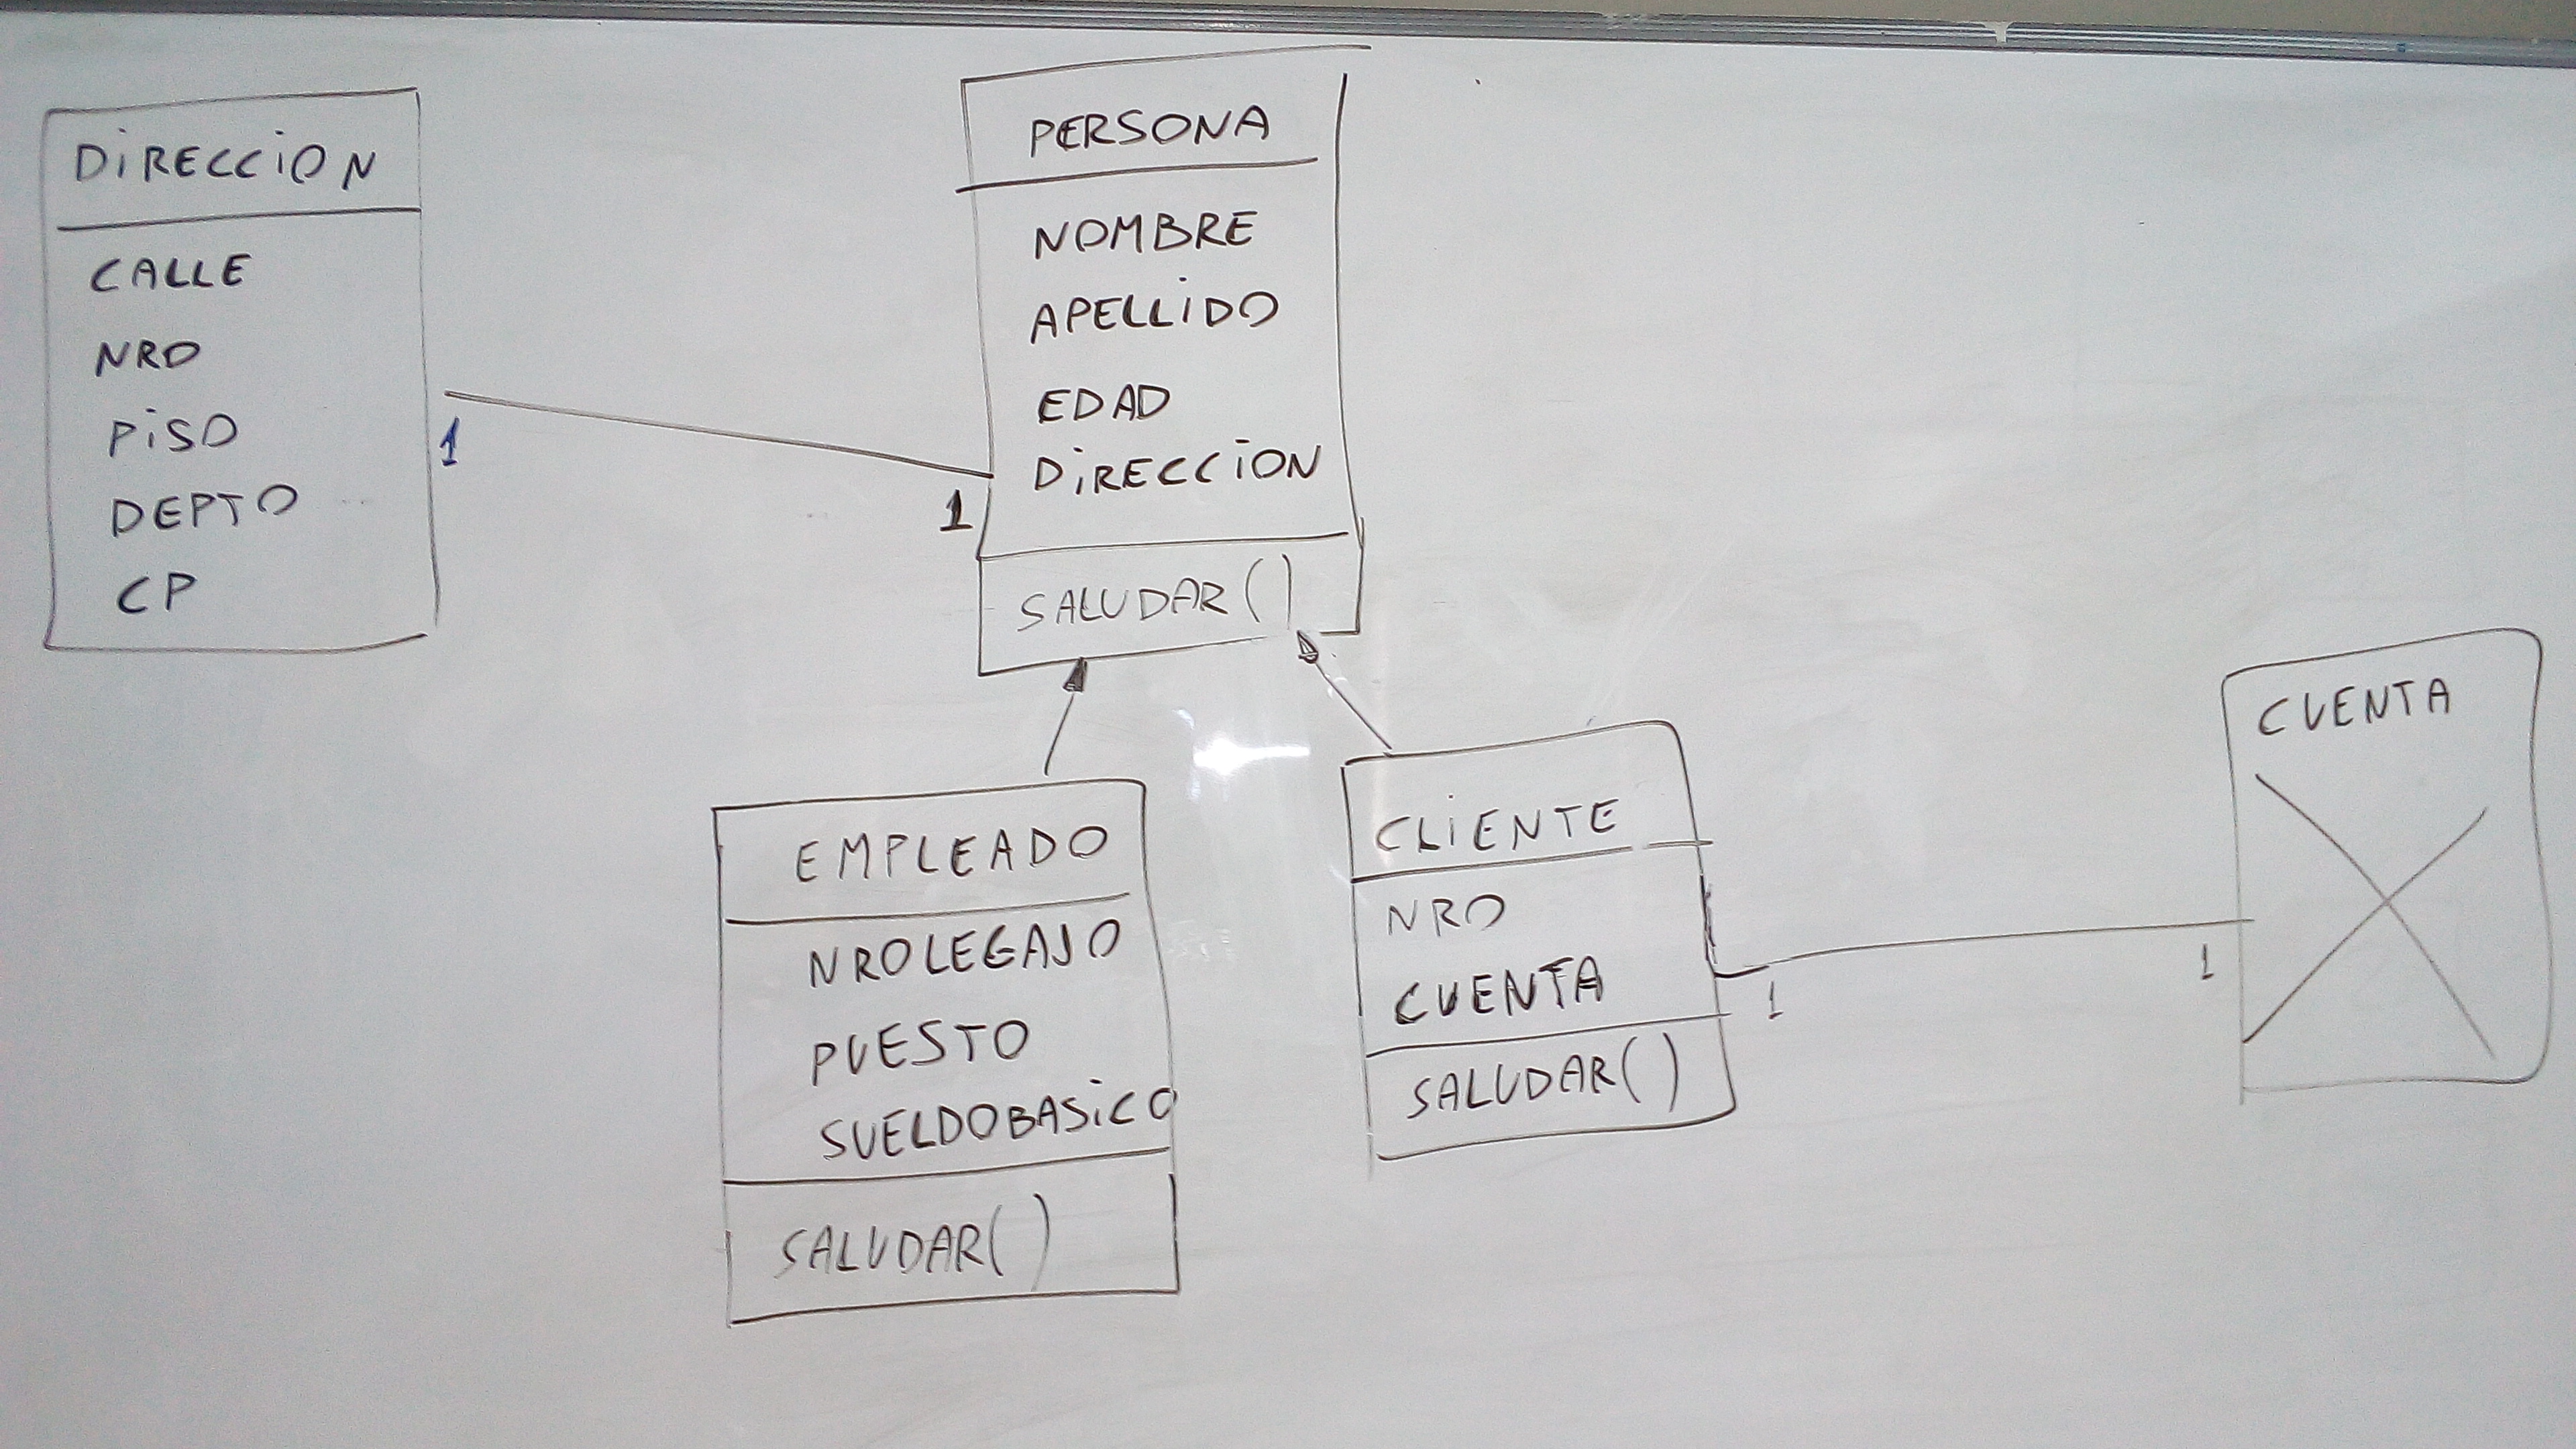 DiRECCiON
CALLE
NRO
PiSO
DEPTO
CP
1
PERSONA
NOMBRE
APELLiDO
EDAD
DiRECCiON
1
SALUDAR()
EMPLEADO
NROLEGAJO
PUESTO
SUELDOBASiCO
SALUDAR()
CLiENTE
NRO
CUENTA
1
SALUDAR()
CUENTA
1